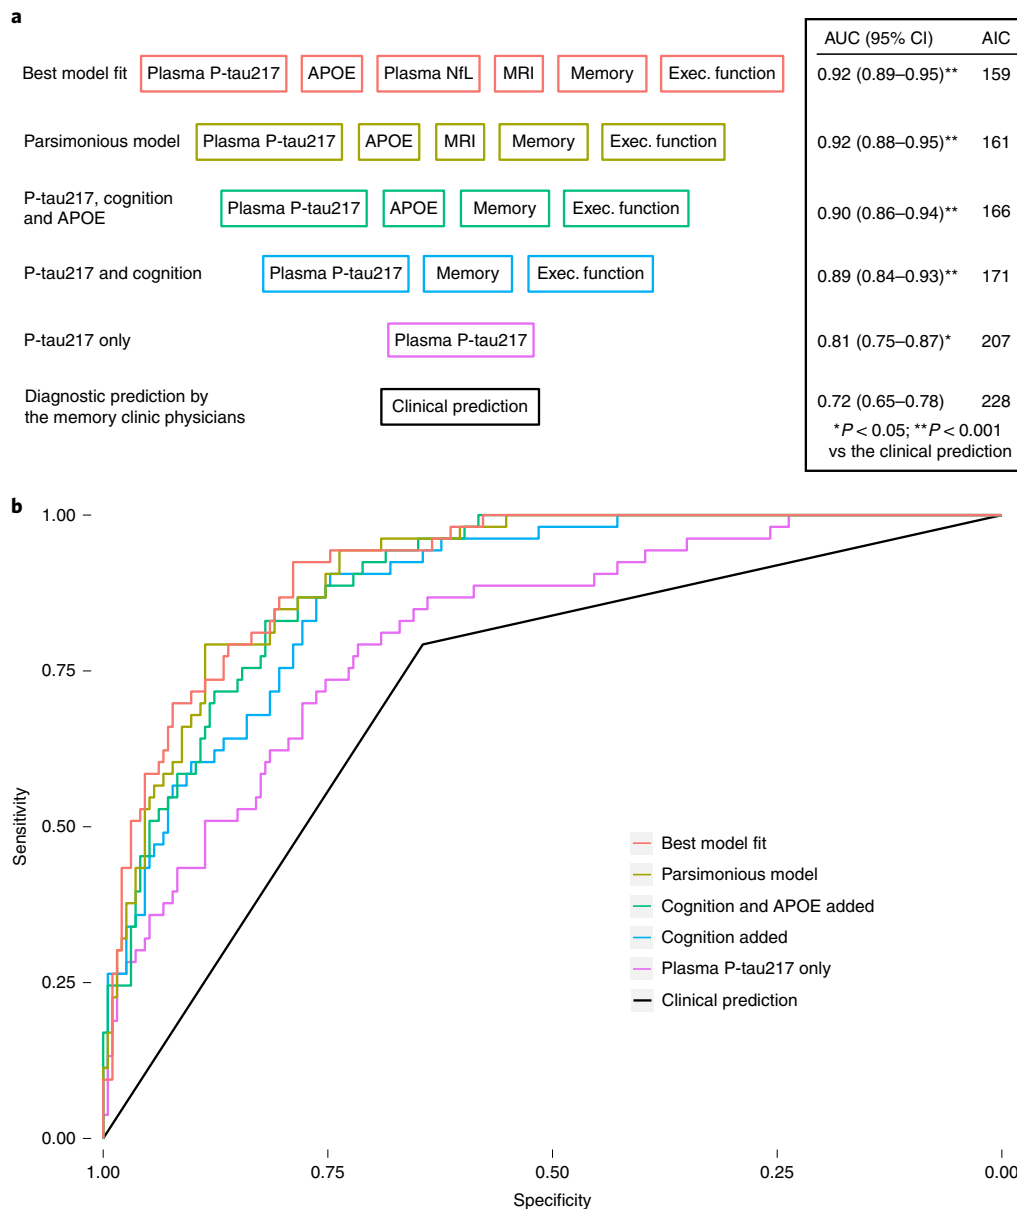 a
AUC (95% CI) AIC
Best model fit Plasma P-tau217 APOE Plasma NfL MRI Memory Exec. function 0.92 (0.89–0.95)** 159
Parsimonious model Plasma P-tau217 APOE MRI Memory Exec. function 0.92 (0.88–0.95)** 161
P-tau217, cognition
and APOE Plasma P-tau217 APOE Memory Exec. function 0.90 (0.86–0.94)** 166
P-tau217 and cognition Plasma P-tau217 Memory Exec. function 0.89 (0.84–0.93)** 171
P-tau217 only Plasma P-tau217 0.81 (0.75–0.87)* 207
Diagnostic prediction by
the memory clinic physicians Clinical prediction 0.72 (0.65–0.78) 228
*P < 0.05; **P < 0.001
vs the clinical prediction
b
1.00
0.75
0.50
0.25
0.00
Sensitivity
Best model fit
Parsimonious model
Cognition and APOE added
Cognition added
Plasma P-tau217 only
Clinical prediction
1.00 0.75 0.50 0.25 0.00
Specificity